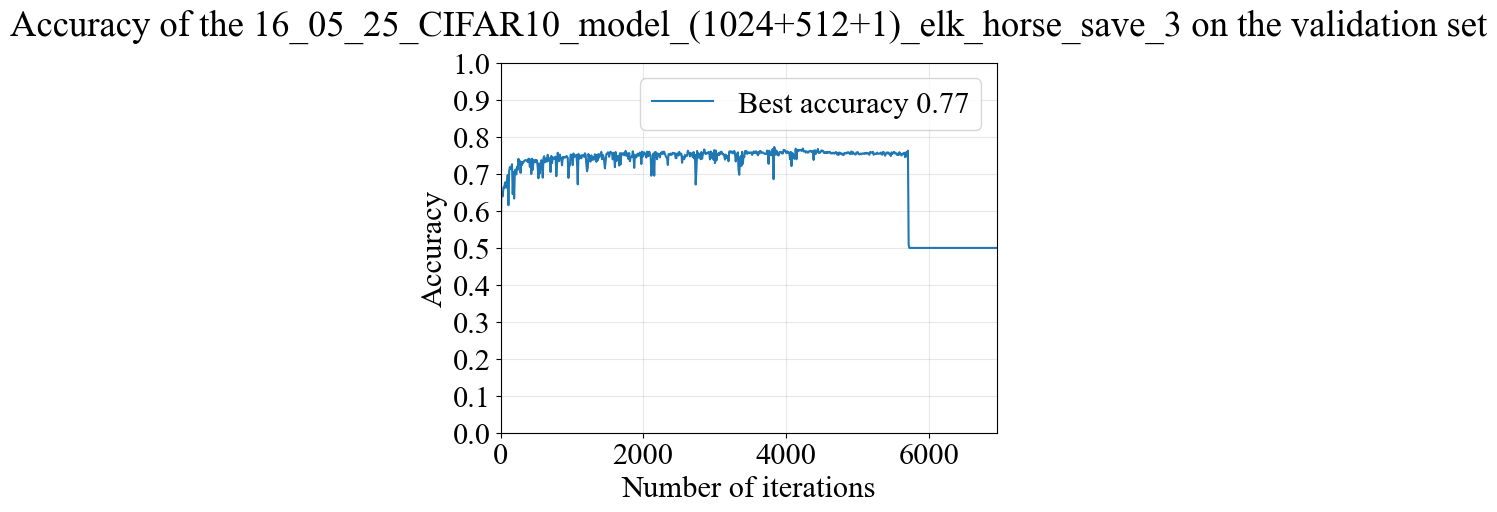 Accuracy of the 16_05_25_CIFAR10_model_(1024+512+1)_elk_horse_save_3 on the validation set
1.0
0.9
0.8
0.7
0.6
0.5
0.4
0.3
0.2
0.1
0.0
Accuracy
Best accuracy 0.77
0 2000 4000 6000
Number of iterations